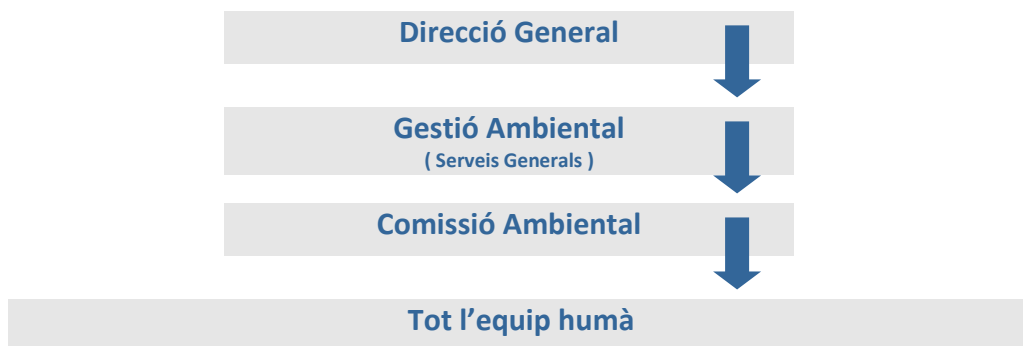 Direcció General
Gestió Ambiental
( Serveis Generals )
Comissió Ambiental
Tot l’equip humà